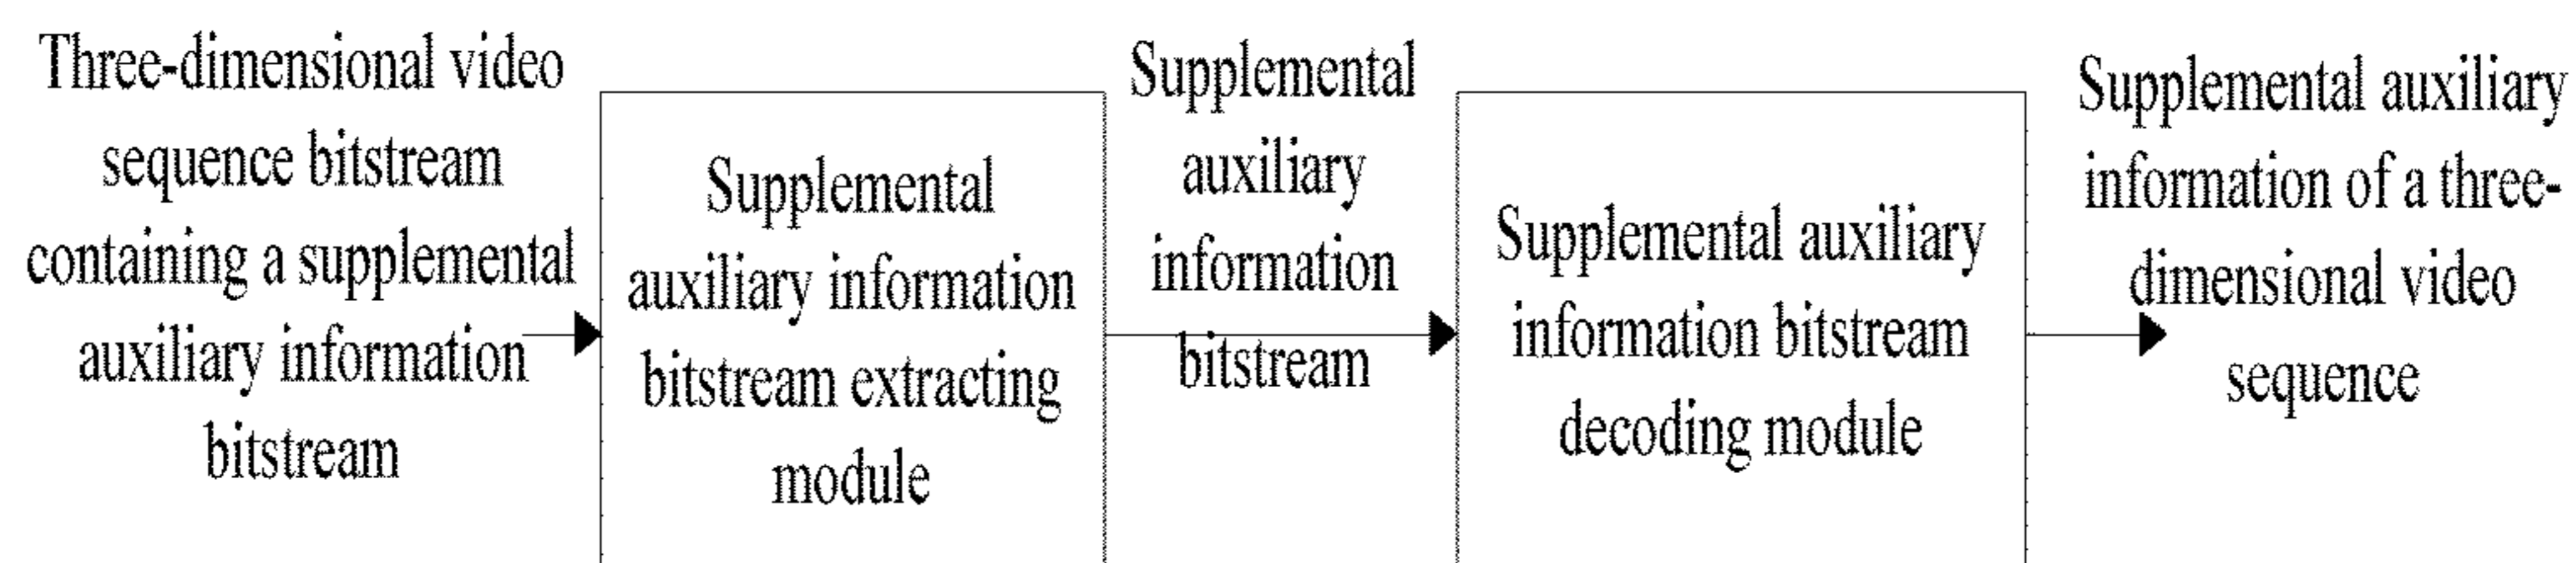 Three-dimensional video
sequence bitstream
containing a supplemental
auxiliary information
bitstream
Supplemental
auxiliary information
bitstream extracting
module
Supplemental
auxiliary
information
bitstream
Supplemental auxiliary
information bitstream
decoding module
Supplemental auxiliary
information of a three-
dimensional video
sequence